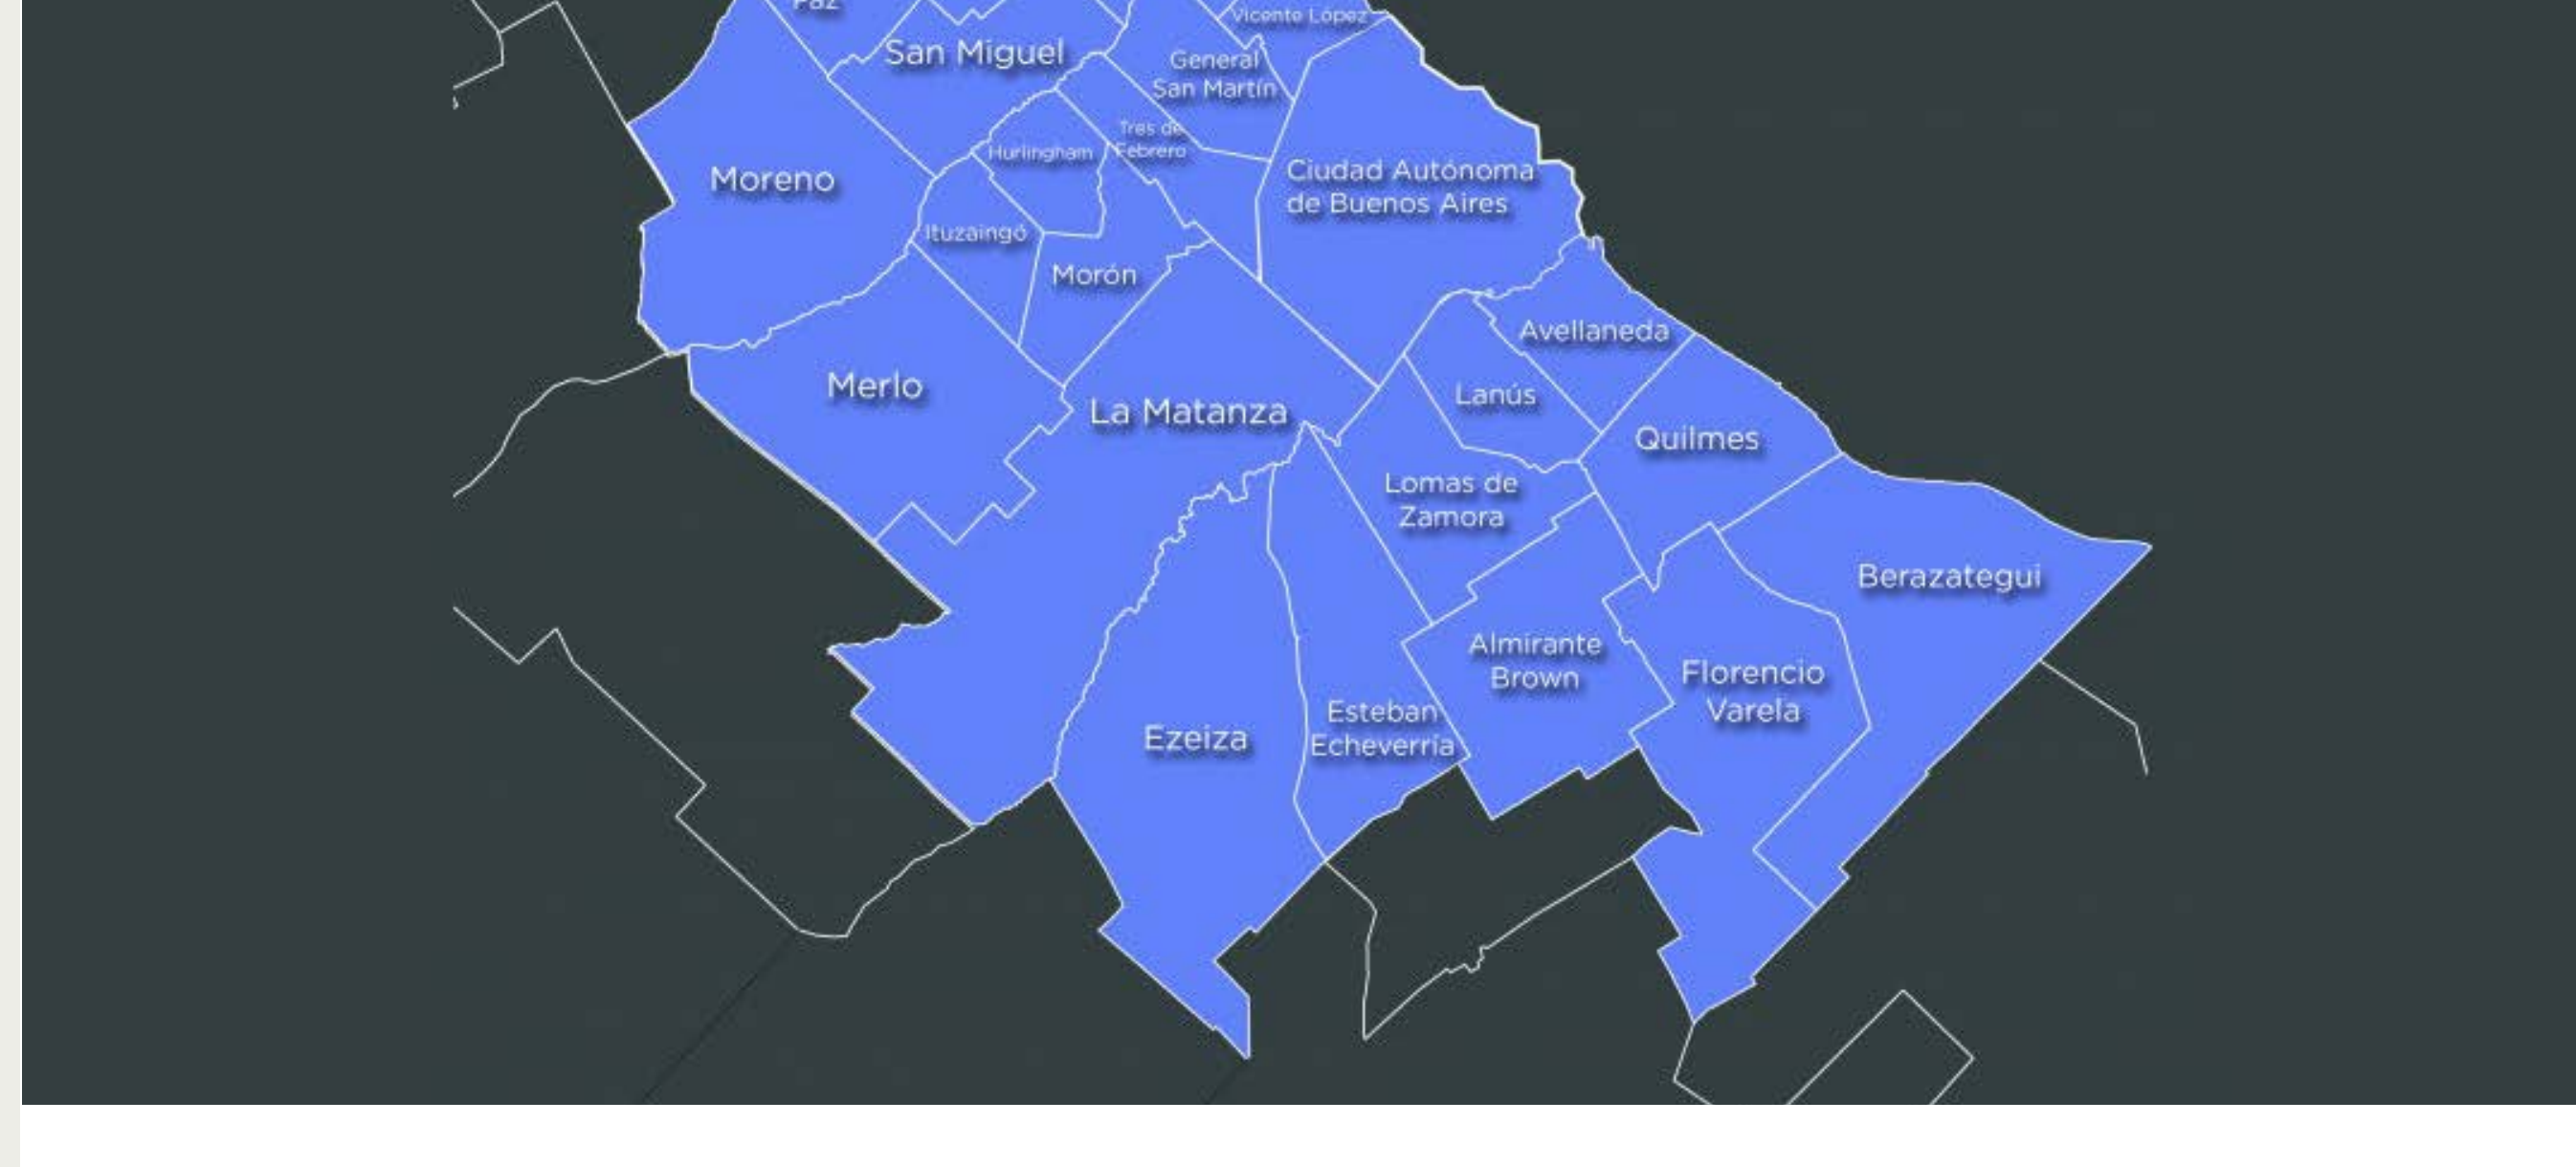 Paz
Vicente López
San Miguel
General
San Martín
Tres de
Febrero
Hurlingham
Moreno
Ciudad Autónoma
de Buenos Aires
Ituzaingó
Morón
Avellaneda
Merlo
Lanús
La Matanza
Quilmes
Lomas de
Zamora
Berazategui
Almirante
Brown
Florencio
Varela
Esteban
Echeverría
Ezeiza